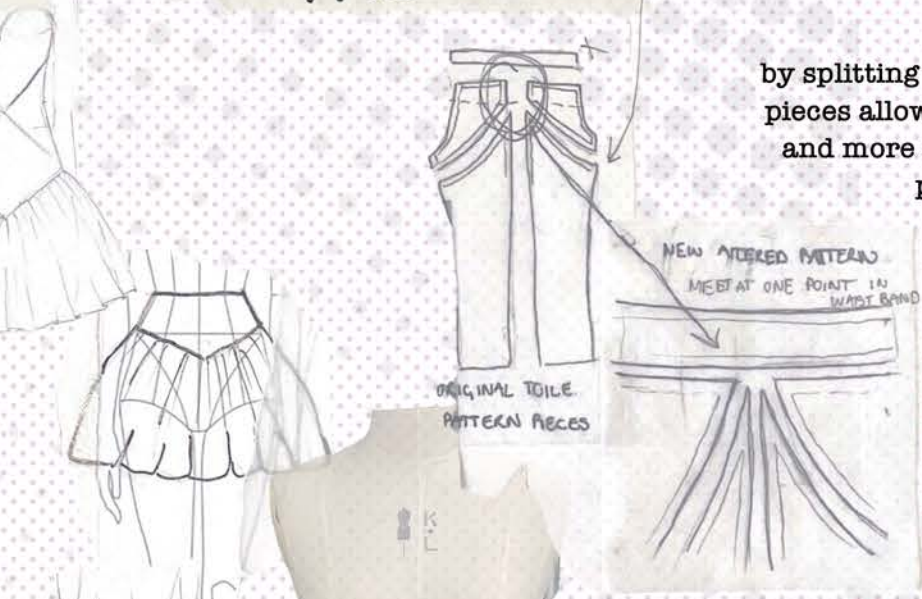 by splitting
pieces allow
and more
NEW ALTERED PATTERN
MEET AT ONE POINT IN
WAIST BAND
ORIGINAL TOILE
PATTERN PIECES
K
L